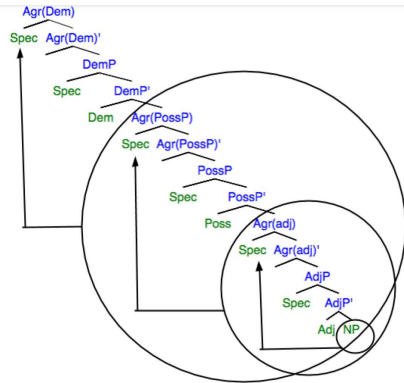 Agr(Dem)
Spec Agr(Dem)'
DemP
Spec DemP'
Dem Agr(PossP)
Spec Agr(PossP)'
PossP
Spec PossP'
Poss Agr(adj)
Spec Agr(adj)'
AdjP
Spec AdjP'
Adj NP